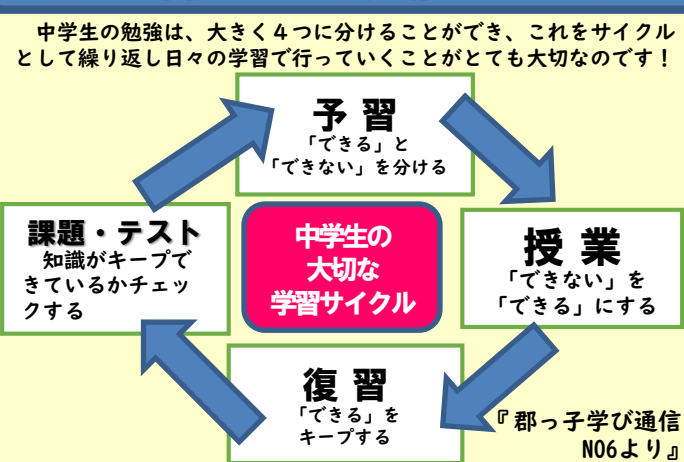 中学生の勉強は、大きく４つに分けることができ、これをサイクル
として繰り返し日々の学習で行っていくことがとても大切なのです！
予 習
「できる」と
「できない」を分ける
課題・テスト
知識がキープで
きているかチェッ
クする
中学生の
大切な
学習サイクル
授 業
「できない」を
「できる」にする
復 習
「できる」を
キープする
『郡っ子学び通信
NO6より』